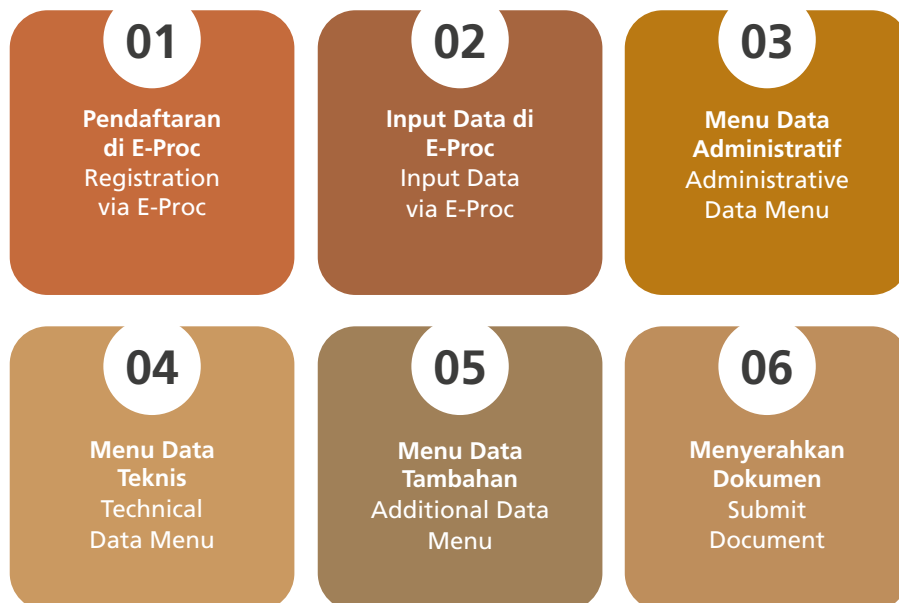 01
Pendaftaran
di E-Proc
Registration
via E-Proc
02
Input Data di
E-Proc
Input Data
via E-Proc
03
Menu Data
Administratif
Administrative
Data Menu
04
Menu Data
Teknis
Technical
Data Menu
05
Menu Data
Tambahan
Additional Data
Menu
06
Menyerahkan
Dokumen
Submit
Document